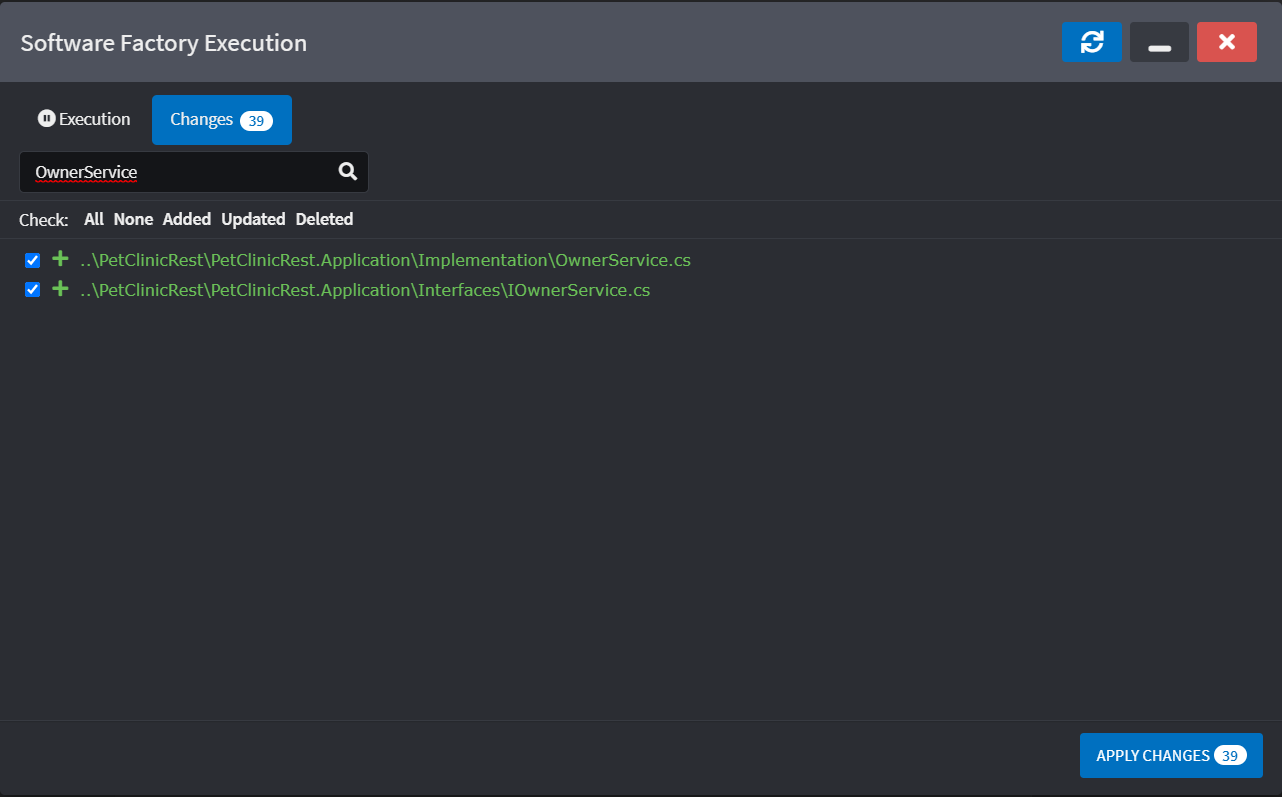 Software Factory Execution
Execution
Changes 39
OwnerService
Check: All None Added Updated Deleted
..\PetClinicRest\PetClinicRest.Application\Implementation\OwnerService.cs
..\PetClinicRest\PetClinicRest.Application\Interfaces\IOwnerService.cs
APPLY CHANGES 39